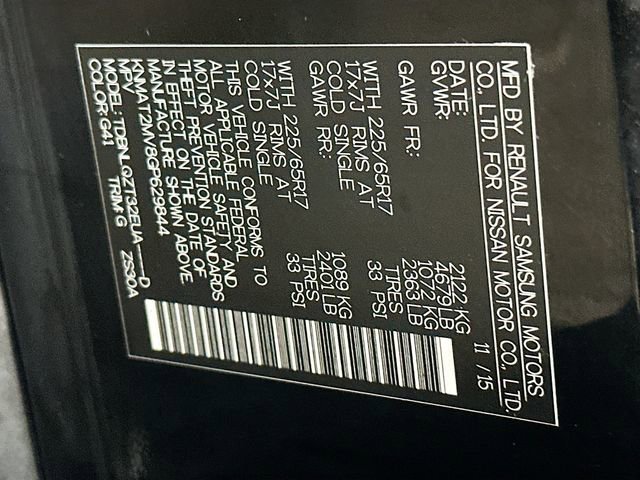 MFD BY RENAULT SAMSUNG MOTORS
CO., LTD. FOR NISSAN MOTOR CO., LTD.
DATE: 11 / 15
GVWR: 2122 KG
4679 LB
GAWR FR: 1072 KG
2363 LB
WITH 225/65R17 TIRES
17X7J RIMS AT 33 PSI
COLD SINGLE
GAWR RR: 1089 KG
2401 LB
WITH 225/65R17 TIRES
17X7J RIMS AT 33 PSI
COLD SINGLE
THIS VEHICLE CONFORMS TO
ALL APPLICABLE FEDERAL
MOTOR VEHICLE SAFETY AND
THEFT PREVENTION STANDARDS
IN EFFECT ON THE DATE OF
MANUFACTURE SHOWN ABOVE
KNMAT2MV8GP629844
MPV
MODEL: TDBNLQZT32EUA-----D
COLOR: G41 TRIM: G ZS30A